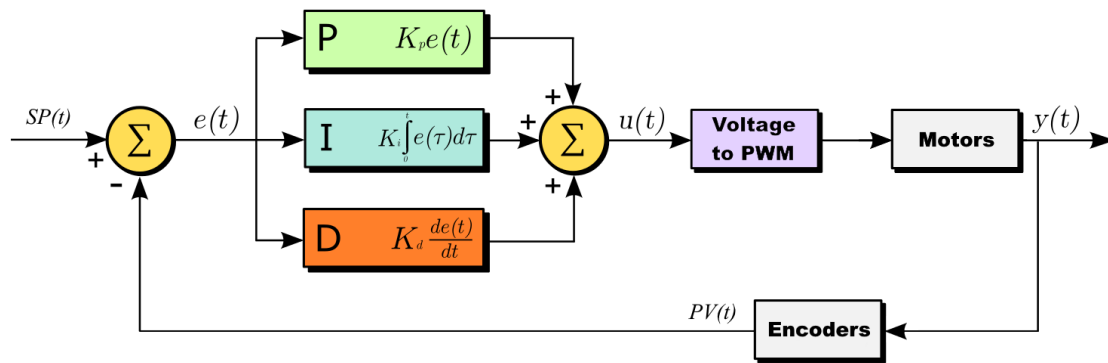 SP(t)
+
-
Σ
e(t)
P K_p e(t)
I K_i ∫_0^t e(τ)dτ
D K_d de(t)/dt
+
+
+
Σ
u(t)
Voltage
to PWM
Motors
y(t)
PV(t)
Encoders